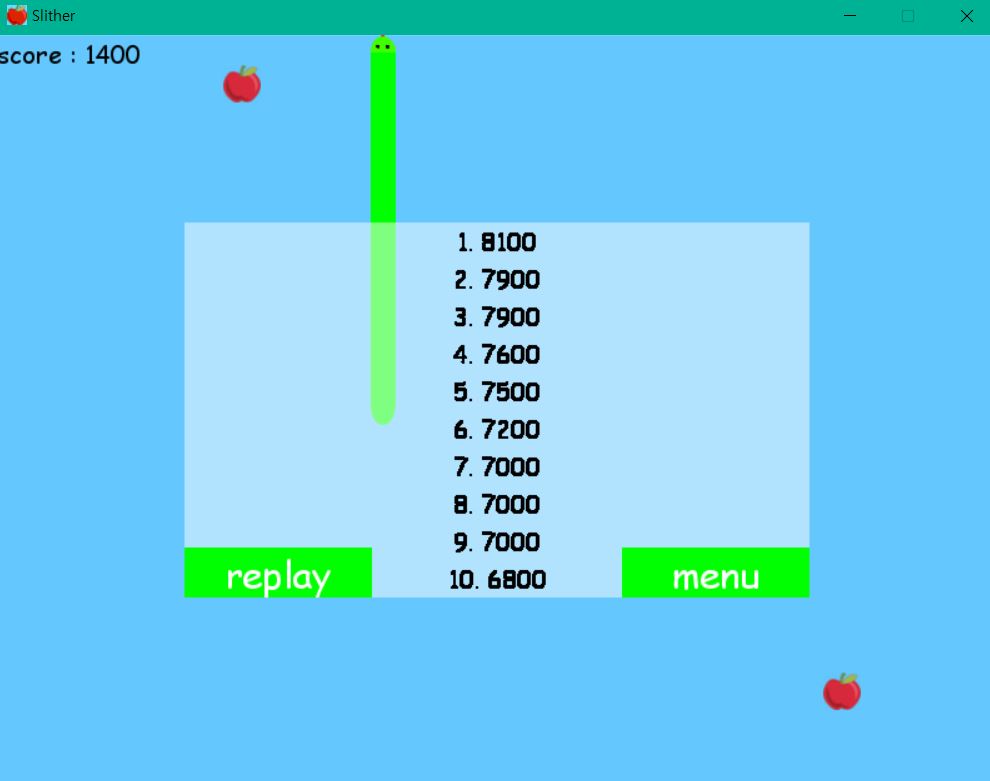 Slither
score : 1400
1. 8100
2. 7900
3. 7900
4. 7600
5. 7500
6. 7200
7. 7000
8. 7000
9. 7000
10. 6800
replay
menu